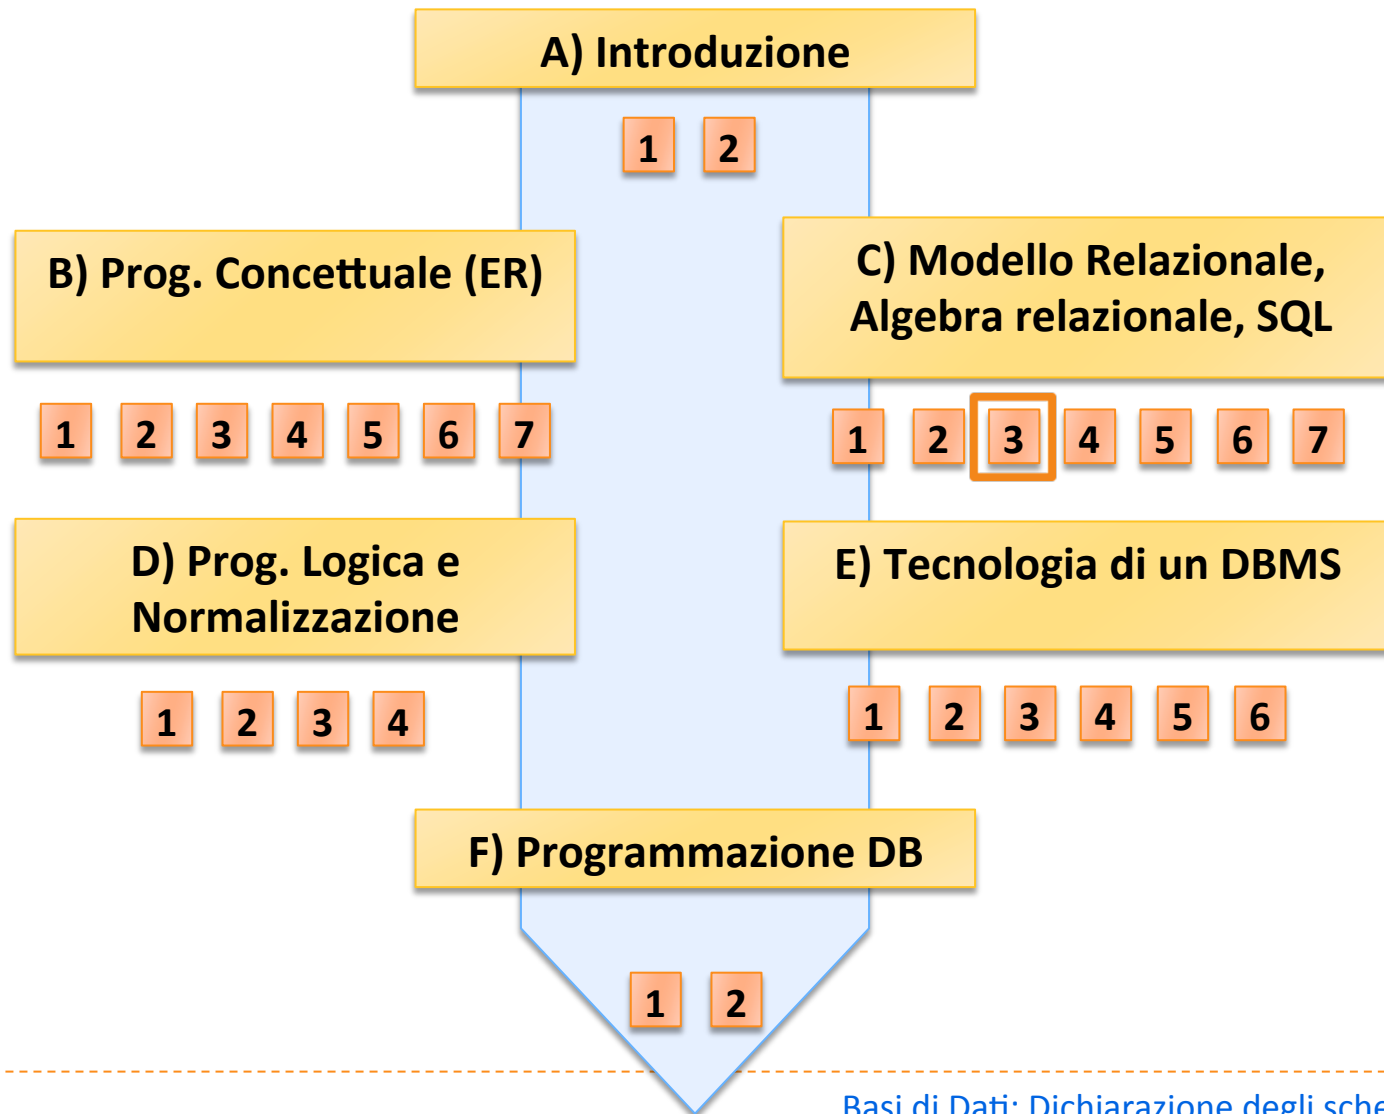 A) Introduzione
1 2
B) Prog. Concettuale (ER)
C) Modello Relazionale,
Algebra relazionale, SQL
1 2 3 4 5 6 7
1 2 3 4 5 6 7
D) Prog. Logica e
Normalizzazione
E) Tecnologia di un DBMS
1 2 3 4
1 2 3 4 5 6
F) Programmazione DB
1 2
Basi di Dati: Dichiarazione degli sche